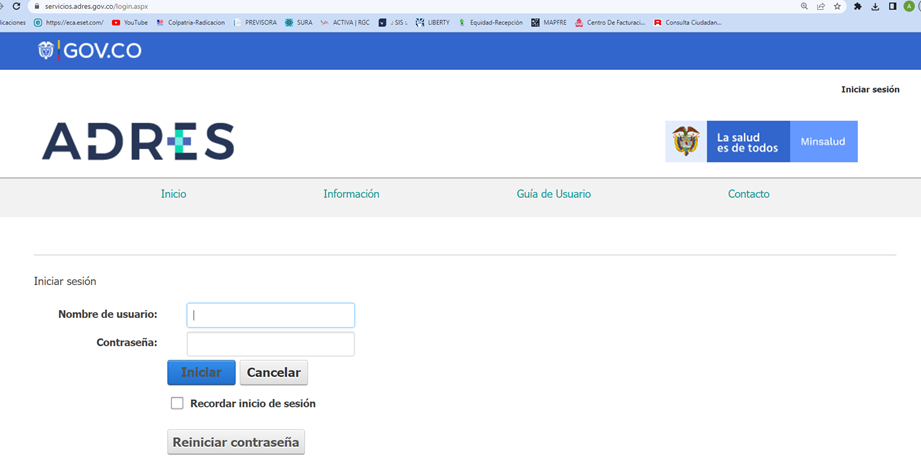 servicios.adres.gov.co/login.aspx
licaciones https://eca.eset.com/ YouTube Colpatria-Radicacion PREVISORA SURA ACTIVA | RGC .: SIS :. LIBERTY Equidad-Recepción MAPFRE Centro De Facturaci... Consulta Ciudadan...
GOV.CO
Iniciar sesión
ADRES
La salud
es de todos
Minsalud
Inicio Información Guía de Usuario Contacto
Iniciar sesión
Nombre de usuario:
Contraseña:
Iniciar Cancelar
Recordar inicio de sesión
Reiniciar contraseña